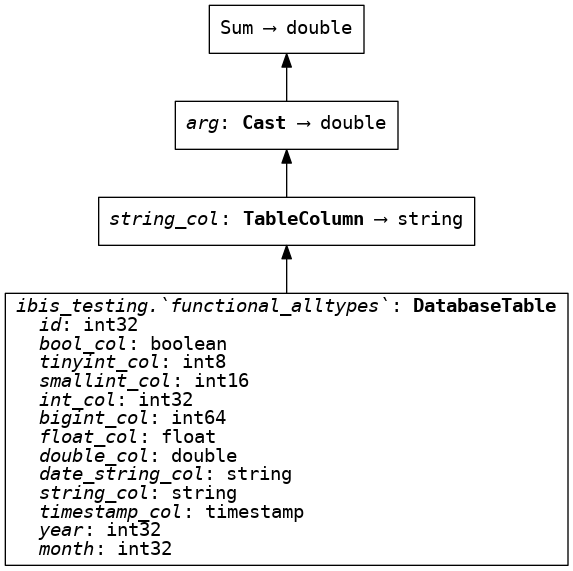 Sum → double
arg: Cast → double
string_col: TableColumn → string
ibis_testing.`functional_alltypes`: DatabaseTable
id: int32
bool_col: boolean
tinyint_col: int8
smallint_col: int16
int_col: int32
bigint_col: int64
float_col: float
double_col: double
date_string_col: string
string_col: string
timestamp_col: timestamp
year: int32
month: int32